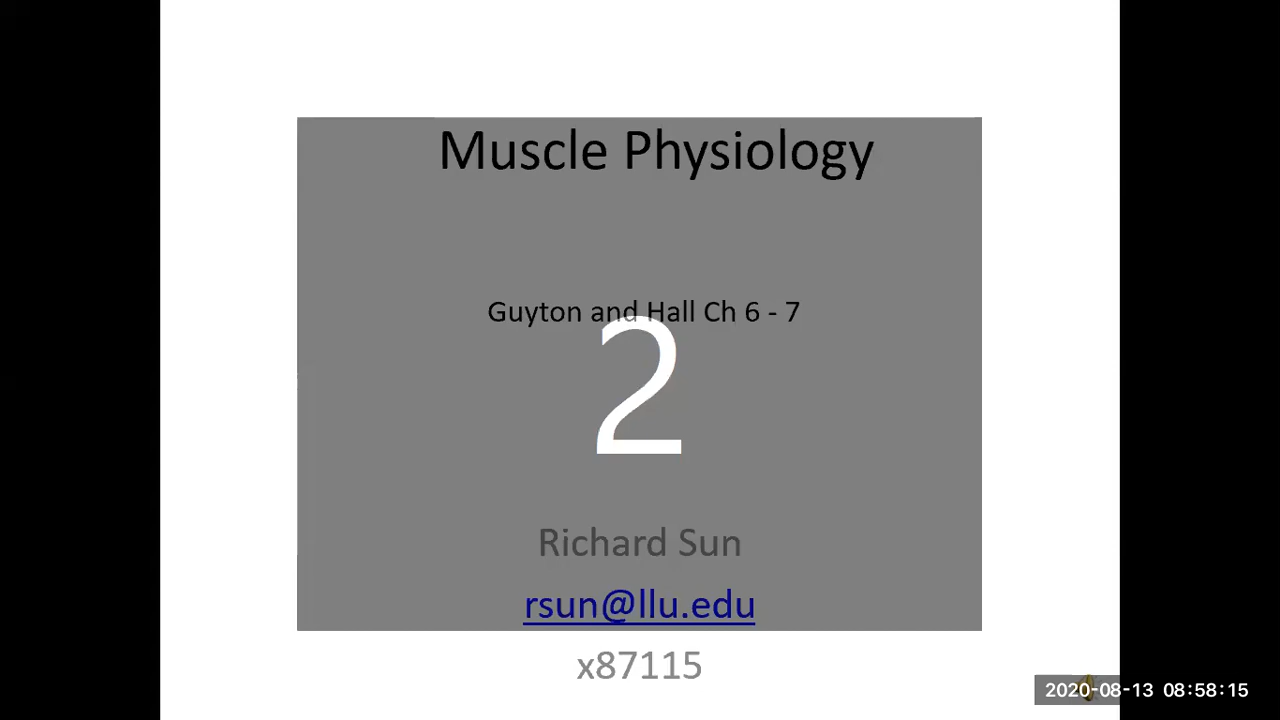 Muscle Physiology
Guyton and Hall Ch 6 - 7
2
Richard Sun
rsun@llu.edu
x87115
2020-08-13 08:58:15